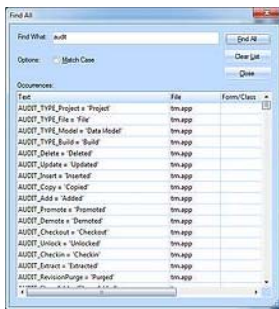 Find All
Find What: audit
Find All
Options: Match Case
Clear List
Close
Occurrences:
Text File Form/Class
AUDIT_TYPE_Project = 'Project' tm.app
AUDIT_TYPE_File = 'File' tm.app
AUDIT_TYPE_Model = 'Data Model' tm.app
AUDIT_TYPE_Build = 'Build' tm.app
AUDIT_Delete = 'Deleted' tm.app
AUDIT_Update = 'Updated' tm.app
AUDIT_Insert = 'Inserted' tm.app
AUDIT_Copy = 'Copied' tm.app
AUDIT_Add = 'Added' tm.app
AUDIT_Promote = 'Promoted' tm.app
AUDIT_Demote = 'Demoted' tm.app
AUDIT_Checkout = 'Checkout' tm.app
AUDIT_Unlock = 'Unlocked' tm.app
AUDIT_Checkin = 'Checkin' tm.app
AUDIT_Extract = 'Extracted' tm.app
AUDIT_RevisionPurge = 'Purged' tm.app